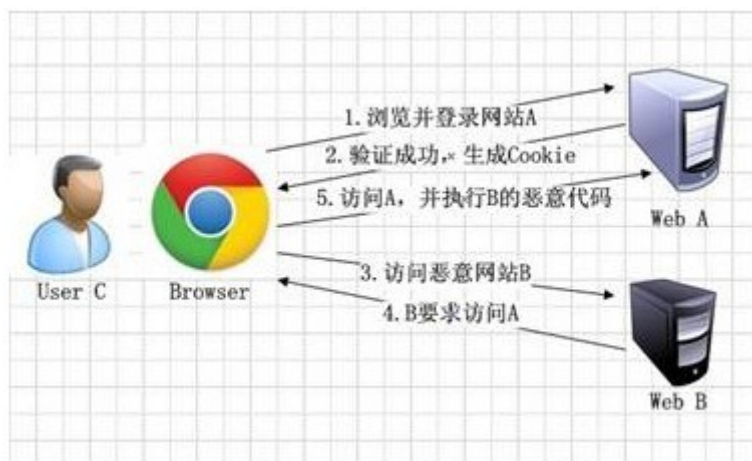 1.浏览并登录网站A
2.验证成功，× 生成Cookie
5.访问A，并执行B的恶意代码
Web A
3.访问恶意网站B
User C
Browser
4.B要求访问A
Web B